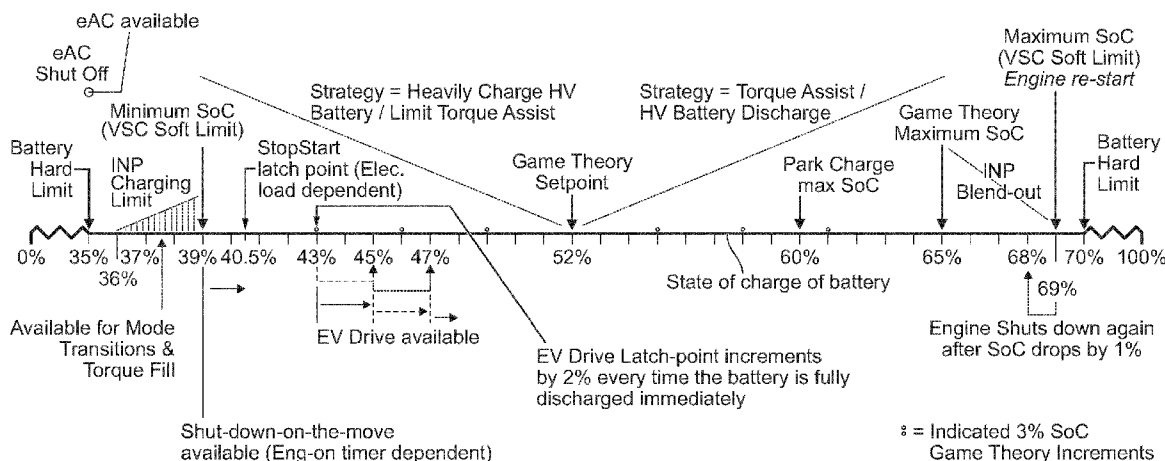 eAC available
eAC
Shut Off
Minimum SoC
(VSC Soft Limit)
Strategy = Heavily Charge HV
Battery / Limit Torque Assist
Strategy = Torque Assist /
HV Battery Discharge
Maximum SoC
(VSC Soft Limit)
Engine re-start
Battery
Hard
Limit
INP
Charging
Limit
StopStart
latch point (Elec.
load dependent)
Game Theory
Setpoint
Park Charge
max SoC
Game Theory
Maximum SoC
INP
Blend-out
Battery
Hard
Limit
0% 35% 37% 39% 40.5% 43% 45% 47% 52% 60% 65% 68% 70% 100%
36%
69%
State of charge of battery
Available for Mode
Transitions &
Torque Fill
EV Drive available
EV Drive Latch-point increments
by 2% every time the battery is fully
discharged immediately
Engine Shuts down again
after SoC drops by 1%
Shut-down-on-the-move
available (Eng-on timer dependent)
= Indicated 3% SoC
Game Theory Increments